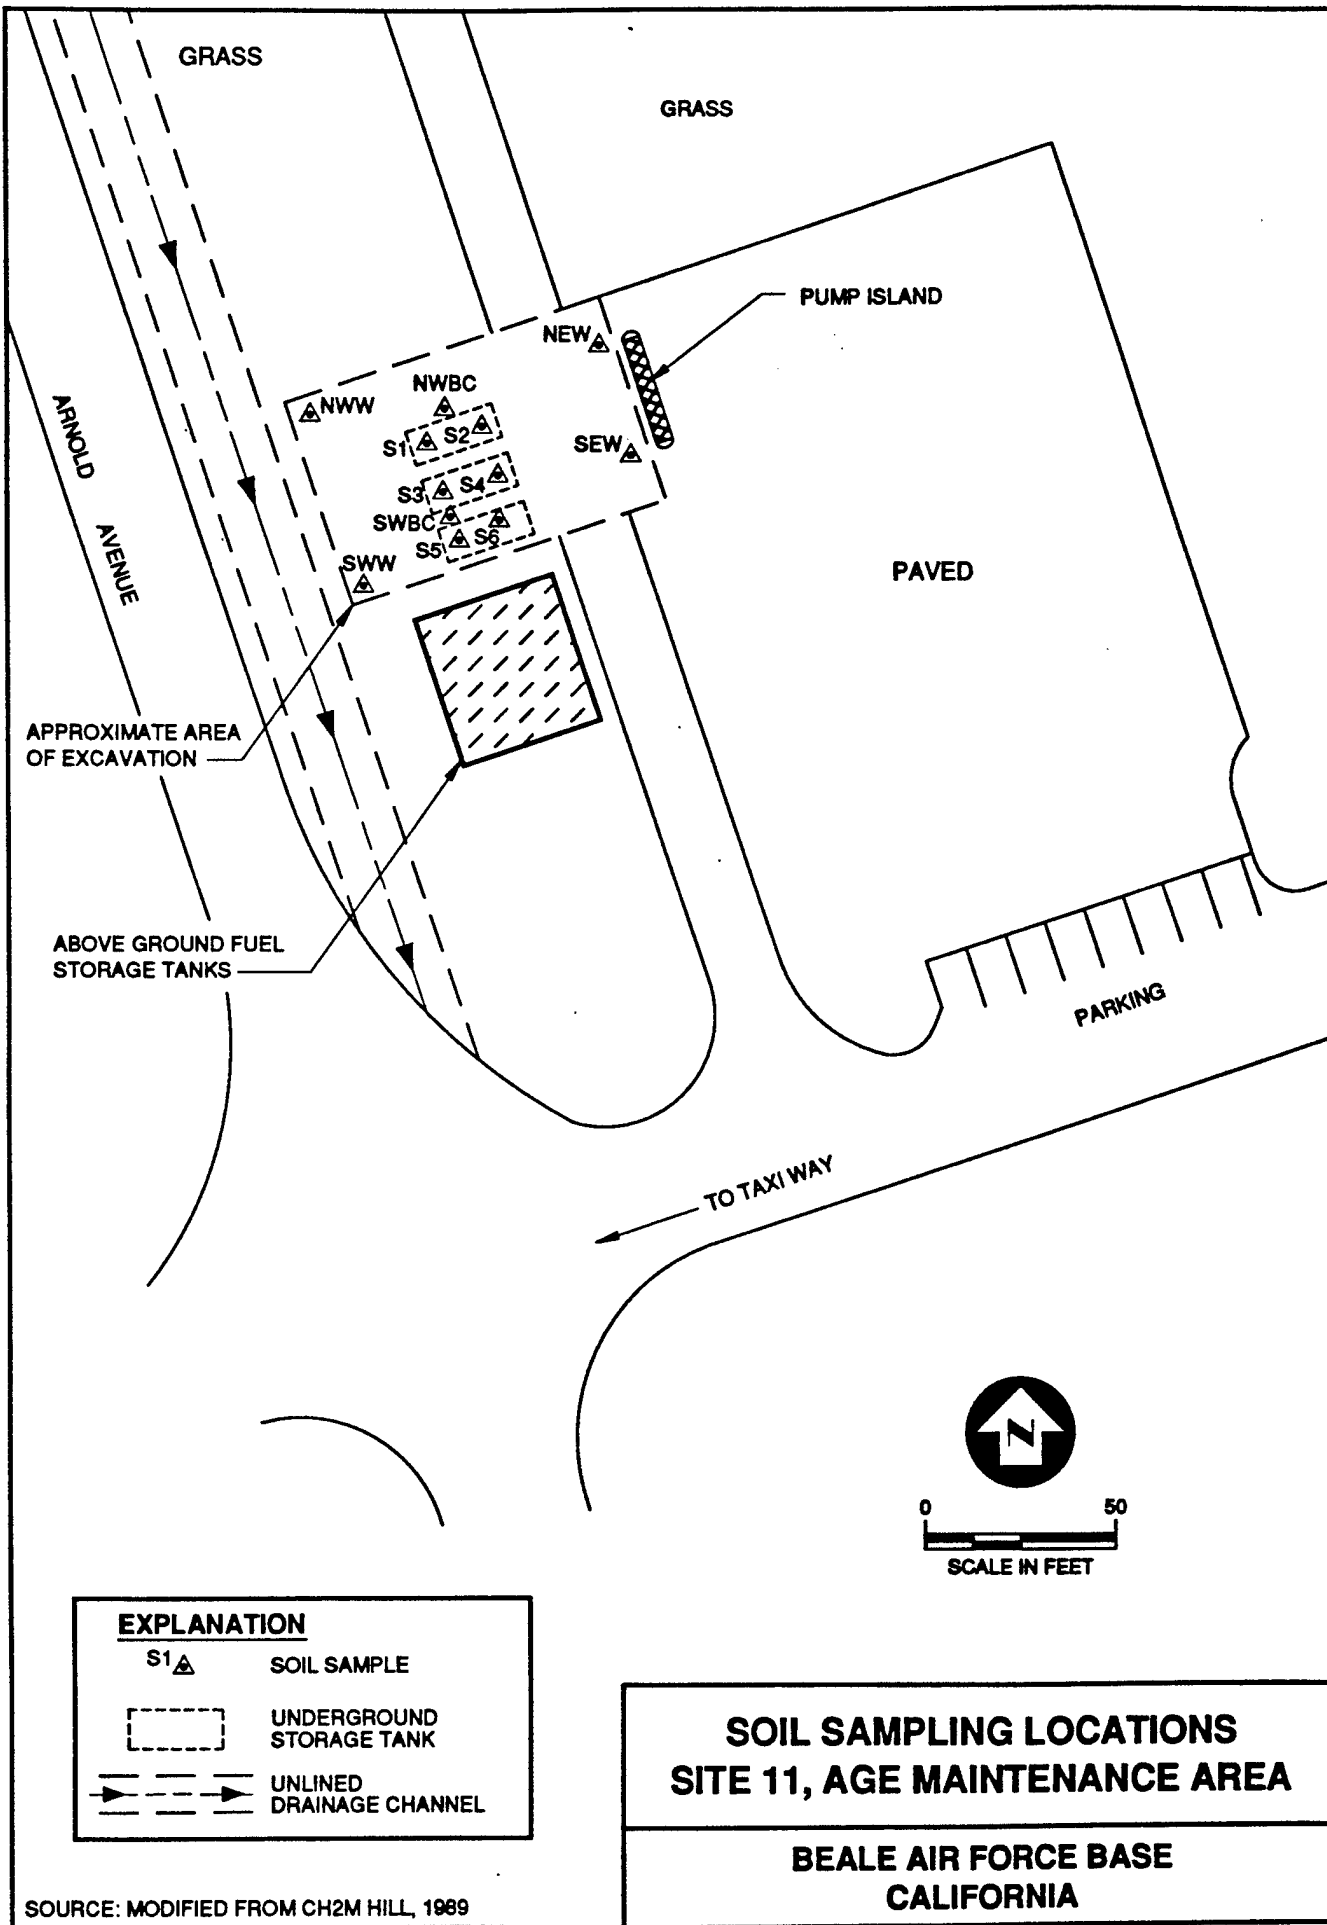 GRASS
GRASS
PUMP ISLAND
NEW
NWBC
NWW
S1
S2
SEW
S3
S4
SWBC
S5
S6
SWW
ARNOLD
AVENUE
PAVED
APPROXIMATE AREA
OF EXCAVATION
ABOVE GROUND FUEL
STORAGE TANKS
PARKING
TO TAXI WAY
N
0
50
SCALE IN FEET
EXPLANATION
S1
SOIL SAMPLE
UNDERGROUND
STORAGE TANK
UNLINED
DRAINAGE CHANNEL
SOIL SAMPLING LOCATIONS
SITE 11, AGE MAINTENANCE AREA
BEALE AIR FORCE BASE
CALIFORNIA
SOURCE: MODIFIED FROM CH2M HILL, 1989